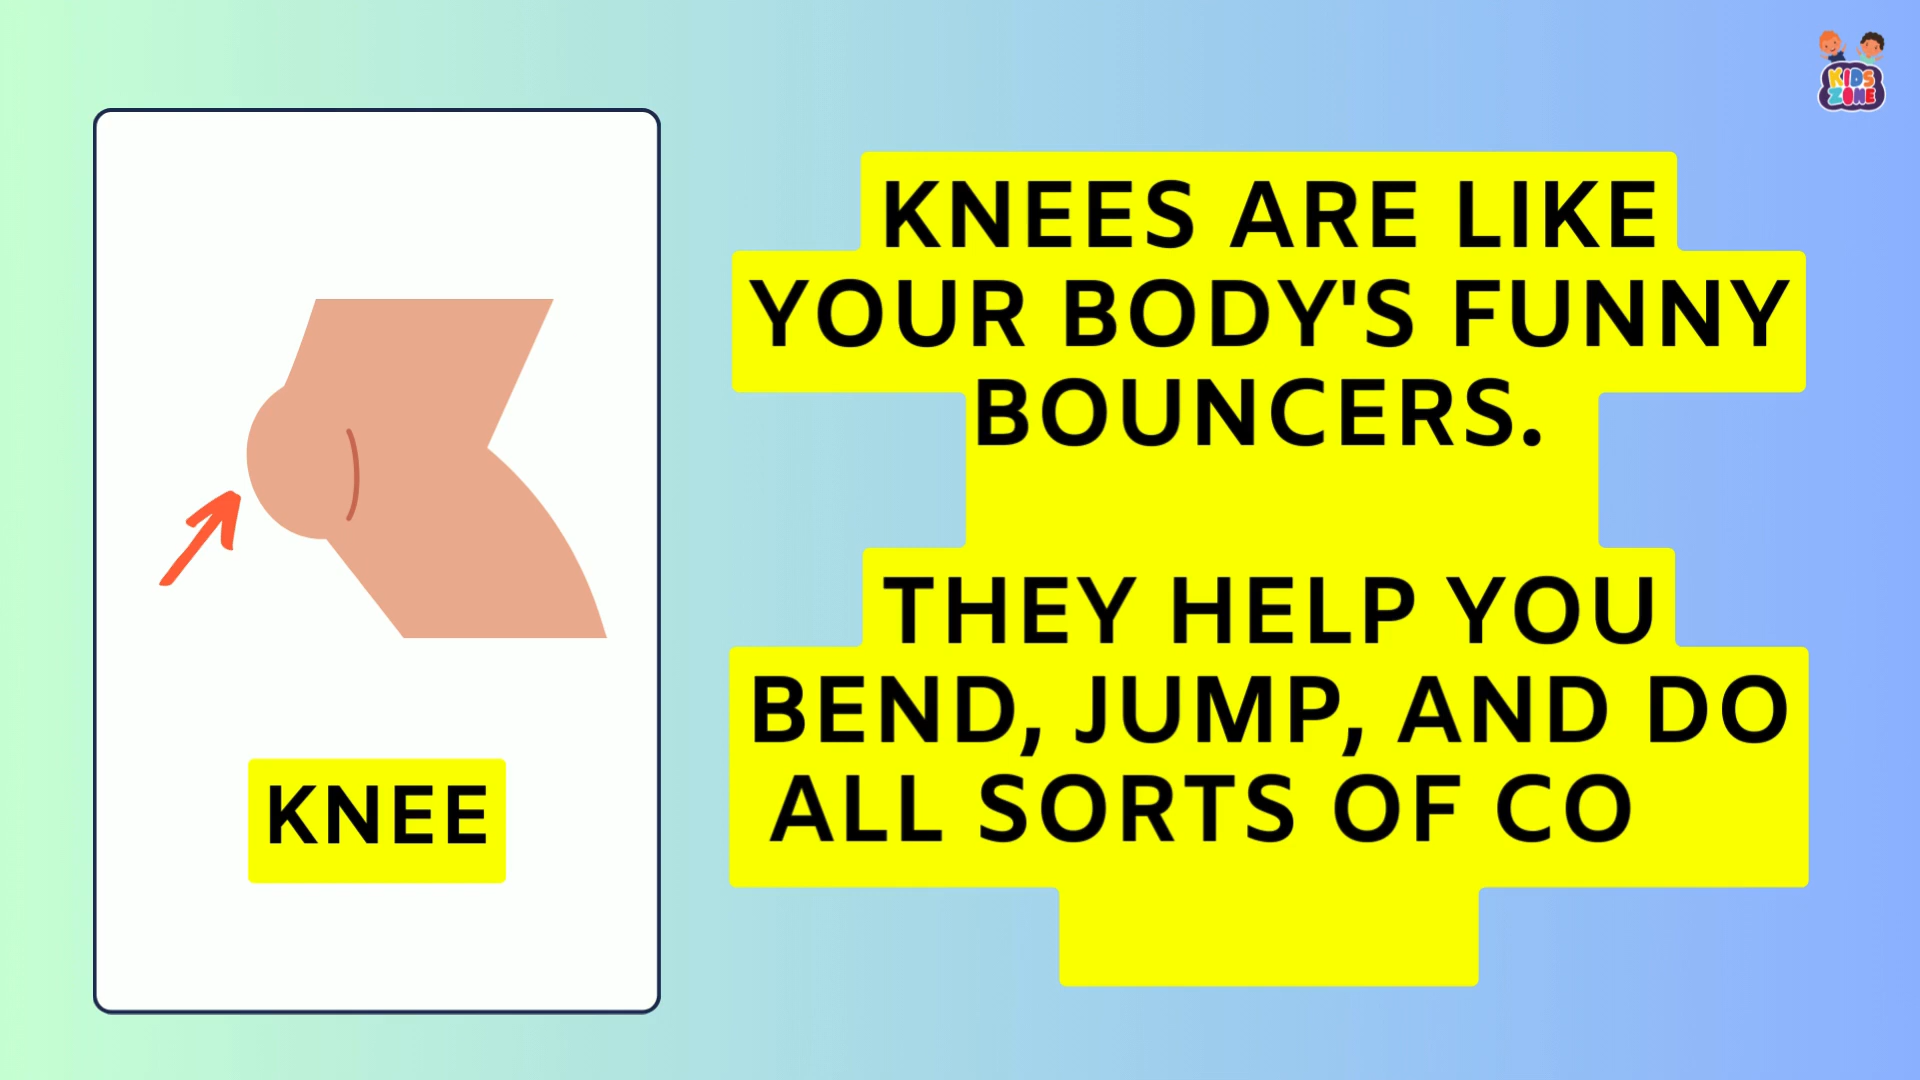 KIDS
ZONE
KNEES ARE LIKE
YOUR BODY'S FUNNY
BOUNCERS.
THEY HELP YOU
BEND, JUMP, AND DO
ALL SORTS OF CO
KNEE